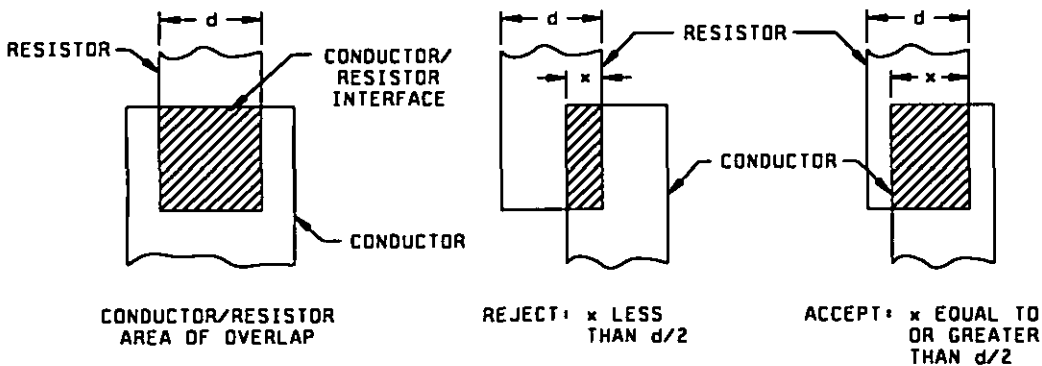 d
RESISTOR
CONDUCTOR/
RESISTOR
INTERFACE
CONDUCTOR
CONDUCTOR/RESISTOR
AREA OF OVERLAP
d
x
RESISTOR
CONDUCTOR
REJECT: x LESS
THAN d/2
d
x
ACCEPT: x EQUAL TO
OR GREATER
THAN d/2